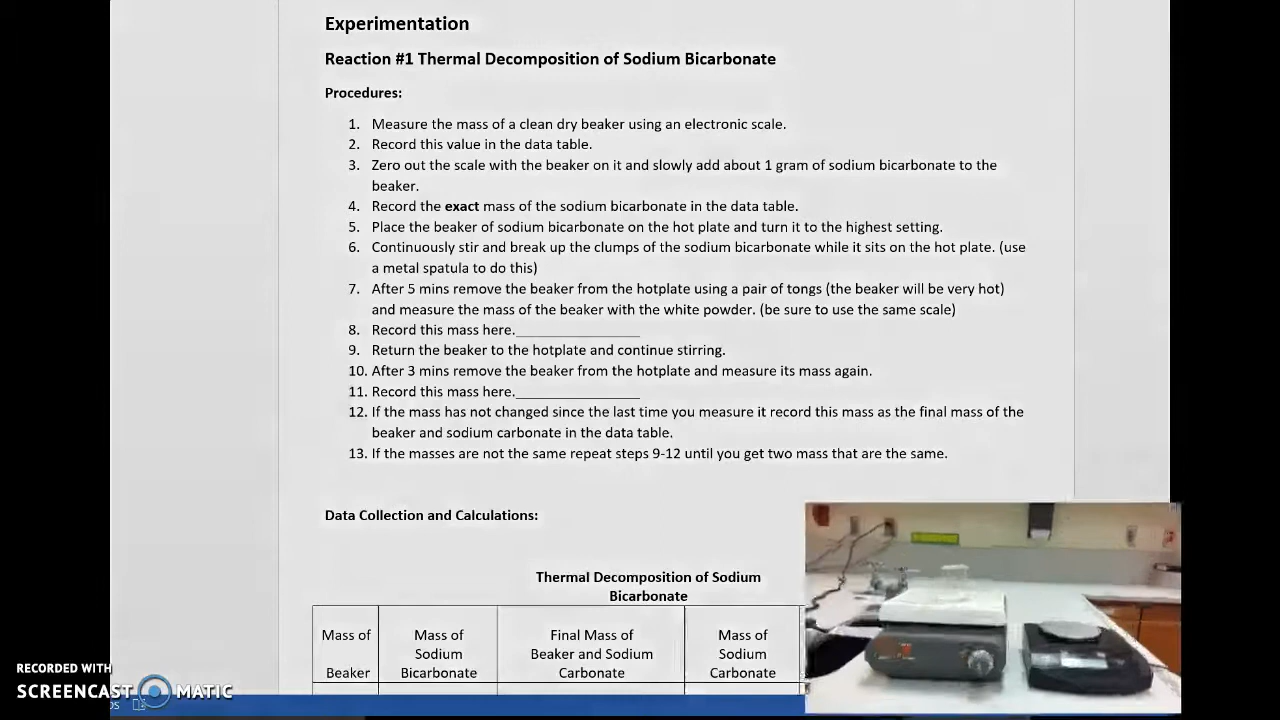 Experimentation
Reaction #1 Thermal Decomposition of Sodium Bicarbonate
Procedures:
1. Measure the mass of a clean dry beaker using an electronic scale.
2. Record this value in the data table.
3. Zero out the scale with the beaker on it and slowly add about 1 gram of sodium bicarbonate to the
beaker.
4. Record the exact mass of the sodium bicarbonate in the data table.
5. Place the beaker of sodium bicarbonate on the hot plate and turn it to the highest setting.
6. Continuously stir and break up the clumps of the sodium bicarbonate while it sits on the hot plate. (use
a metal spatula to do this)
7. After 5 mins remove the beaker from the hotplate using a pair of tongs (the beaker will be very hot)
and measure the mass of the beaker with the white powder. (be sure to use the same scale)
8. Record this mass here.________________
9. Return the beaker to the hotplate and continue stirring.
10. After 3 mins remove the beaker from the hotplate and measure its mass again.
11. Record this mass here.________________
12. If the mass has not changed since the last time you measure it record this mass as the final mass of the
beaker and sodium carbonate in the data table.
13. If the masses are not the same repeat steps 9-12 until you get two mass that are the same.
Data Collection and Calculations:
Thermal Decomposition of Sodium
Bicarbonate
Mass of
Beaker
Mass of
Sodium
Bicarbonate
Final Mass of
Beaker and Sodium
Carbonate
Mass of
Sodium
Carbonate
RECORDED WITH
SCREENCAST MATIC